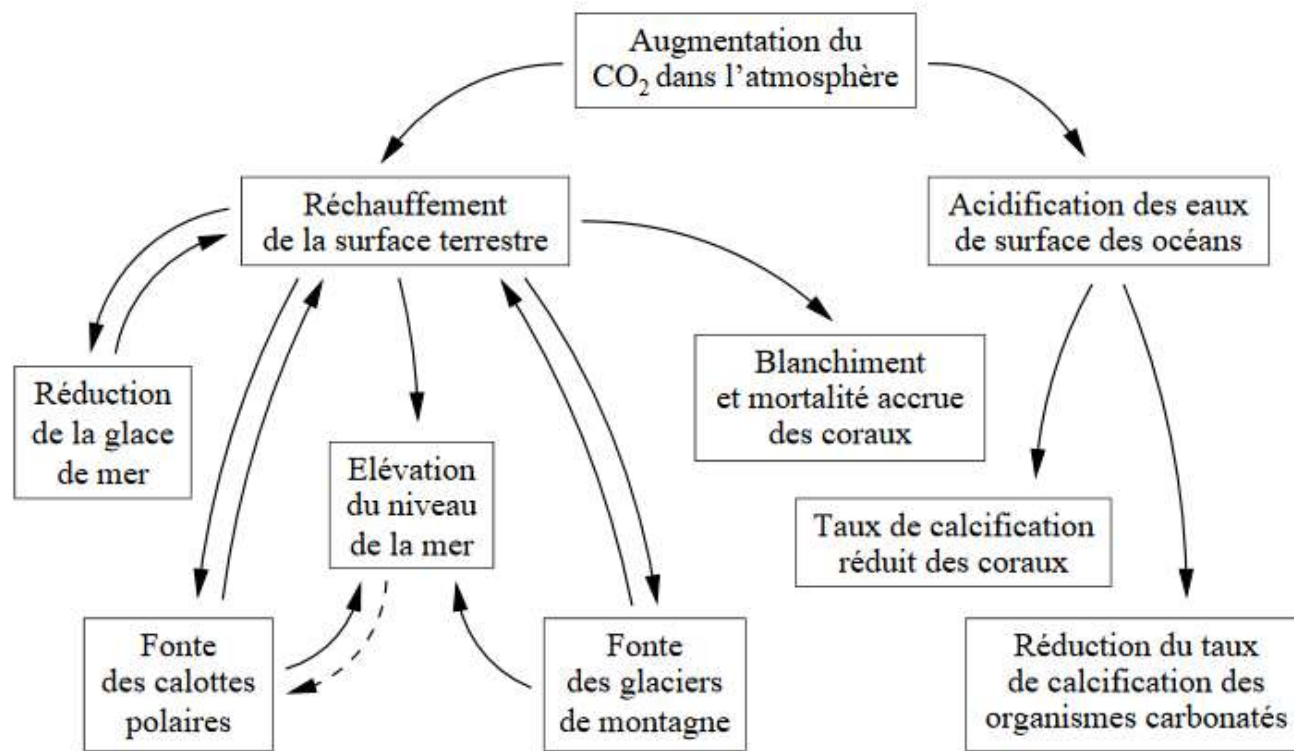 Augmentation du
CO₂ dans l’atmosphère
Réchauffement
de la surface terrestre
Acidification des eaux
de surface des océans
Réduction
de la glace
de mer
Blanchiment
et mortalité accrue
des coraux
Elévation
du niveau
de la mer
Taux de calcification
réduit des coraux
Fonte
des calottes
polaires
Fonte
des glaciers
de montagne
Réduction du taux
de calcification des
organismes carbonatés